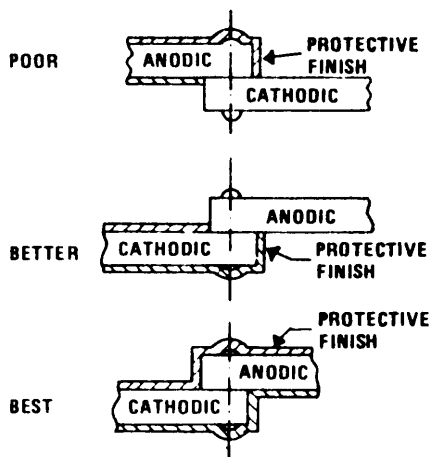 POOR
ANODIC
PROTECTIVE
FINISH
CATHODIC
BETTER
ANODIC
CATHODIC
PROTECTIVE
FINISH
BEST
PROTECTIVE
FINISH
ANODIC
CATHODIC